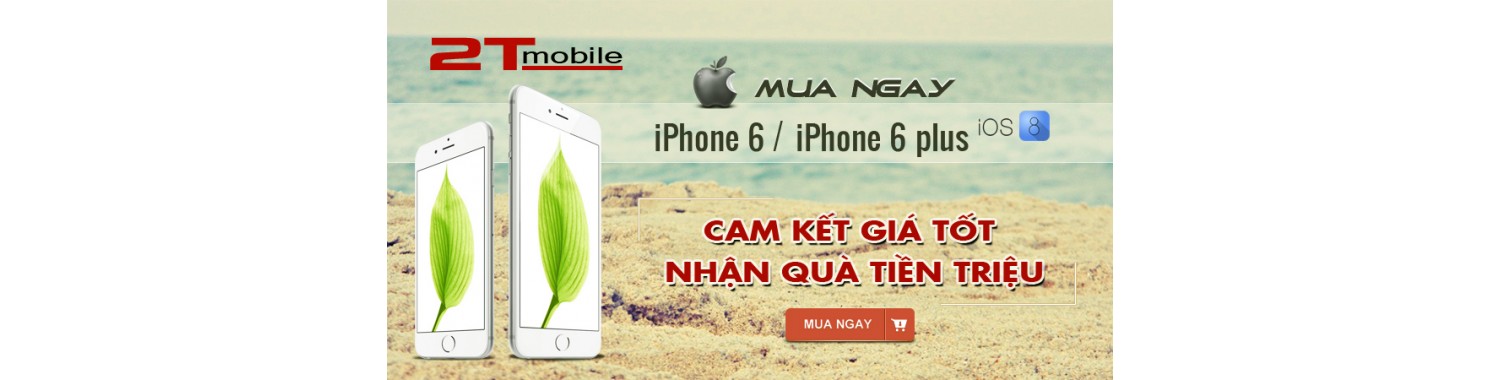 2Tmobile
MUA NGAY
iPhone 6 / iPhone 6 plus iOS 8
CAM KẾT GIÁ TỐT
NHẬN QUÀ TIỀN TRIỆU
MUA NGAY